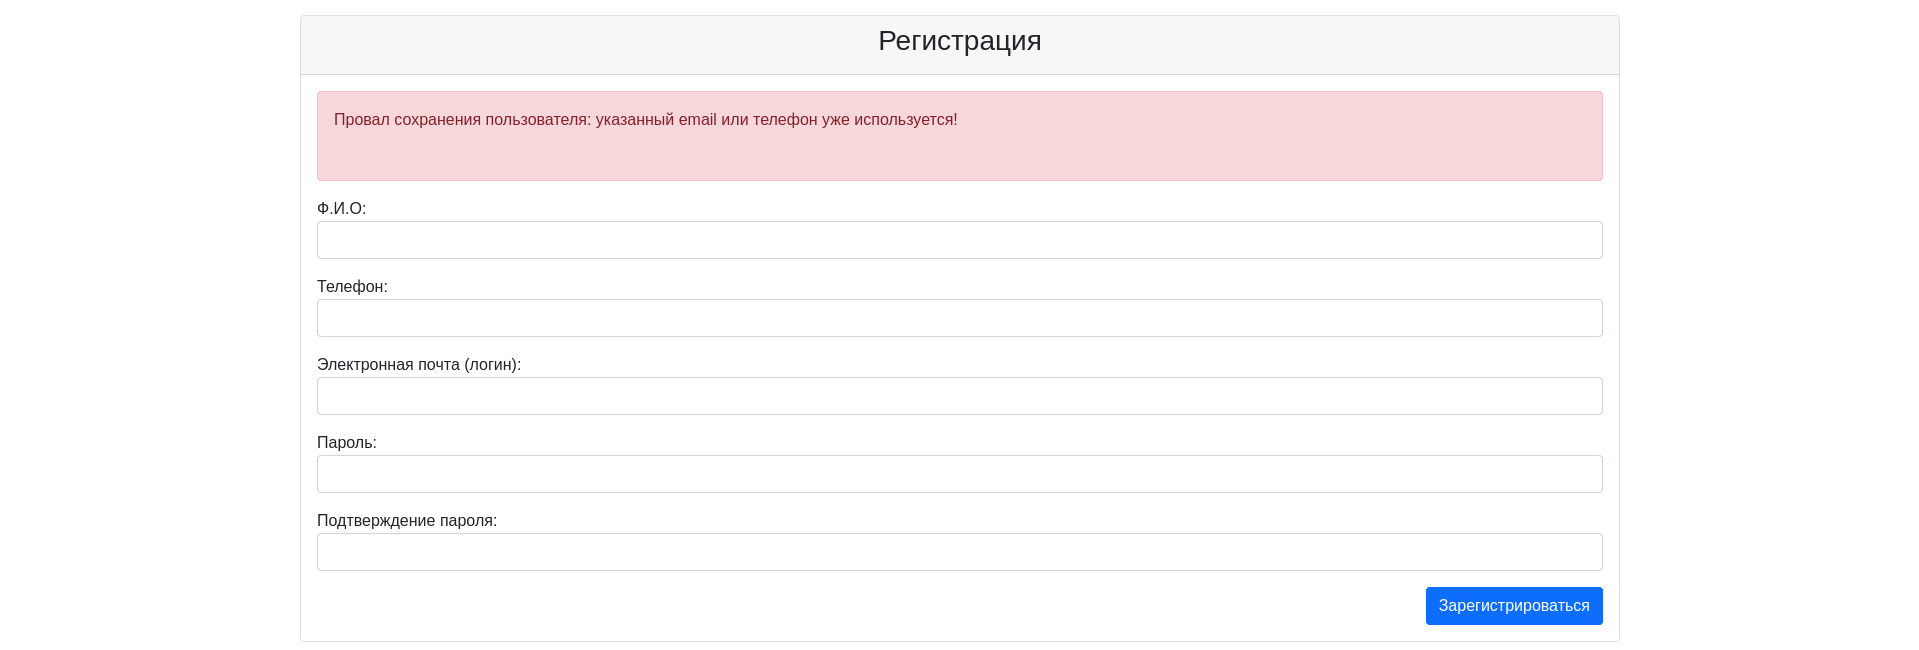 Регистрация
Провал сохранения пользователя: указанный email или телефон уже используется!
Ф.И.О:
Телефон:
Электронная почта (логин):
Пароль:
Подтверждение пароля:
Зарегистрироваться